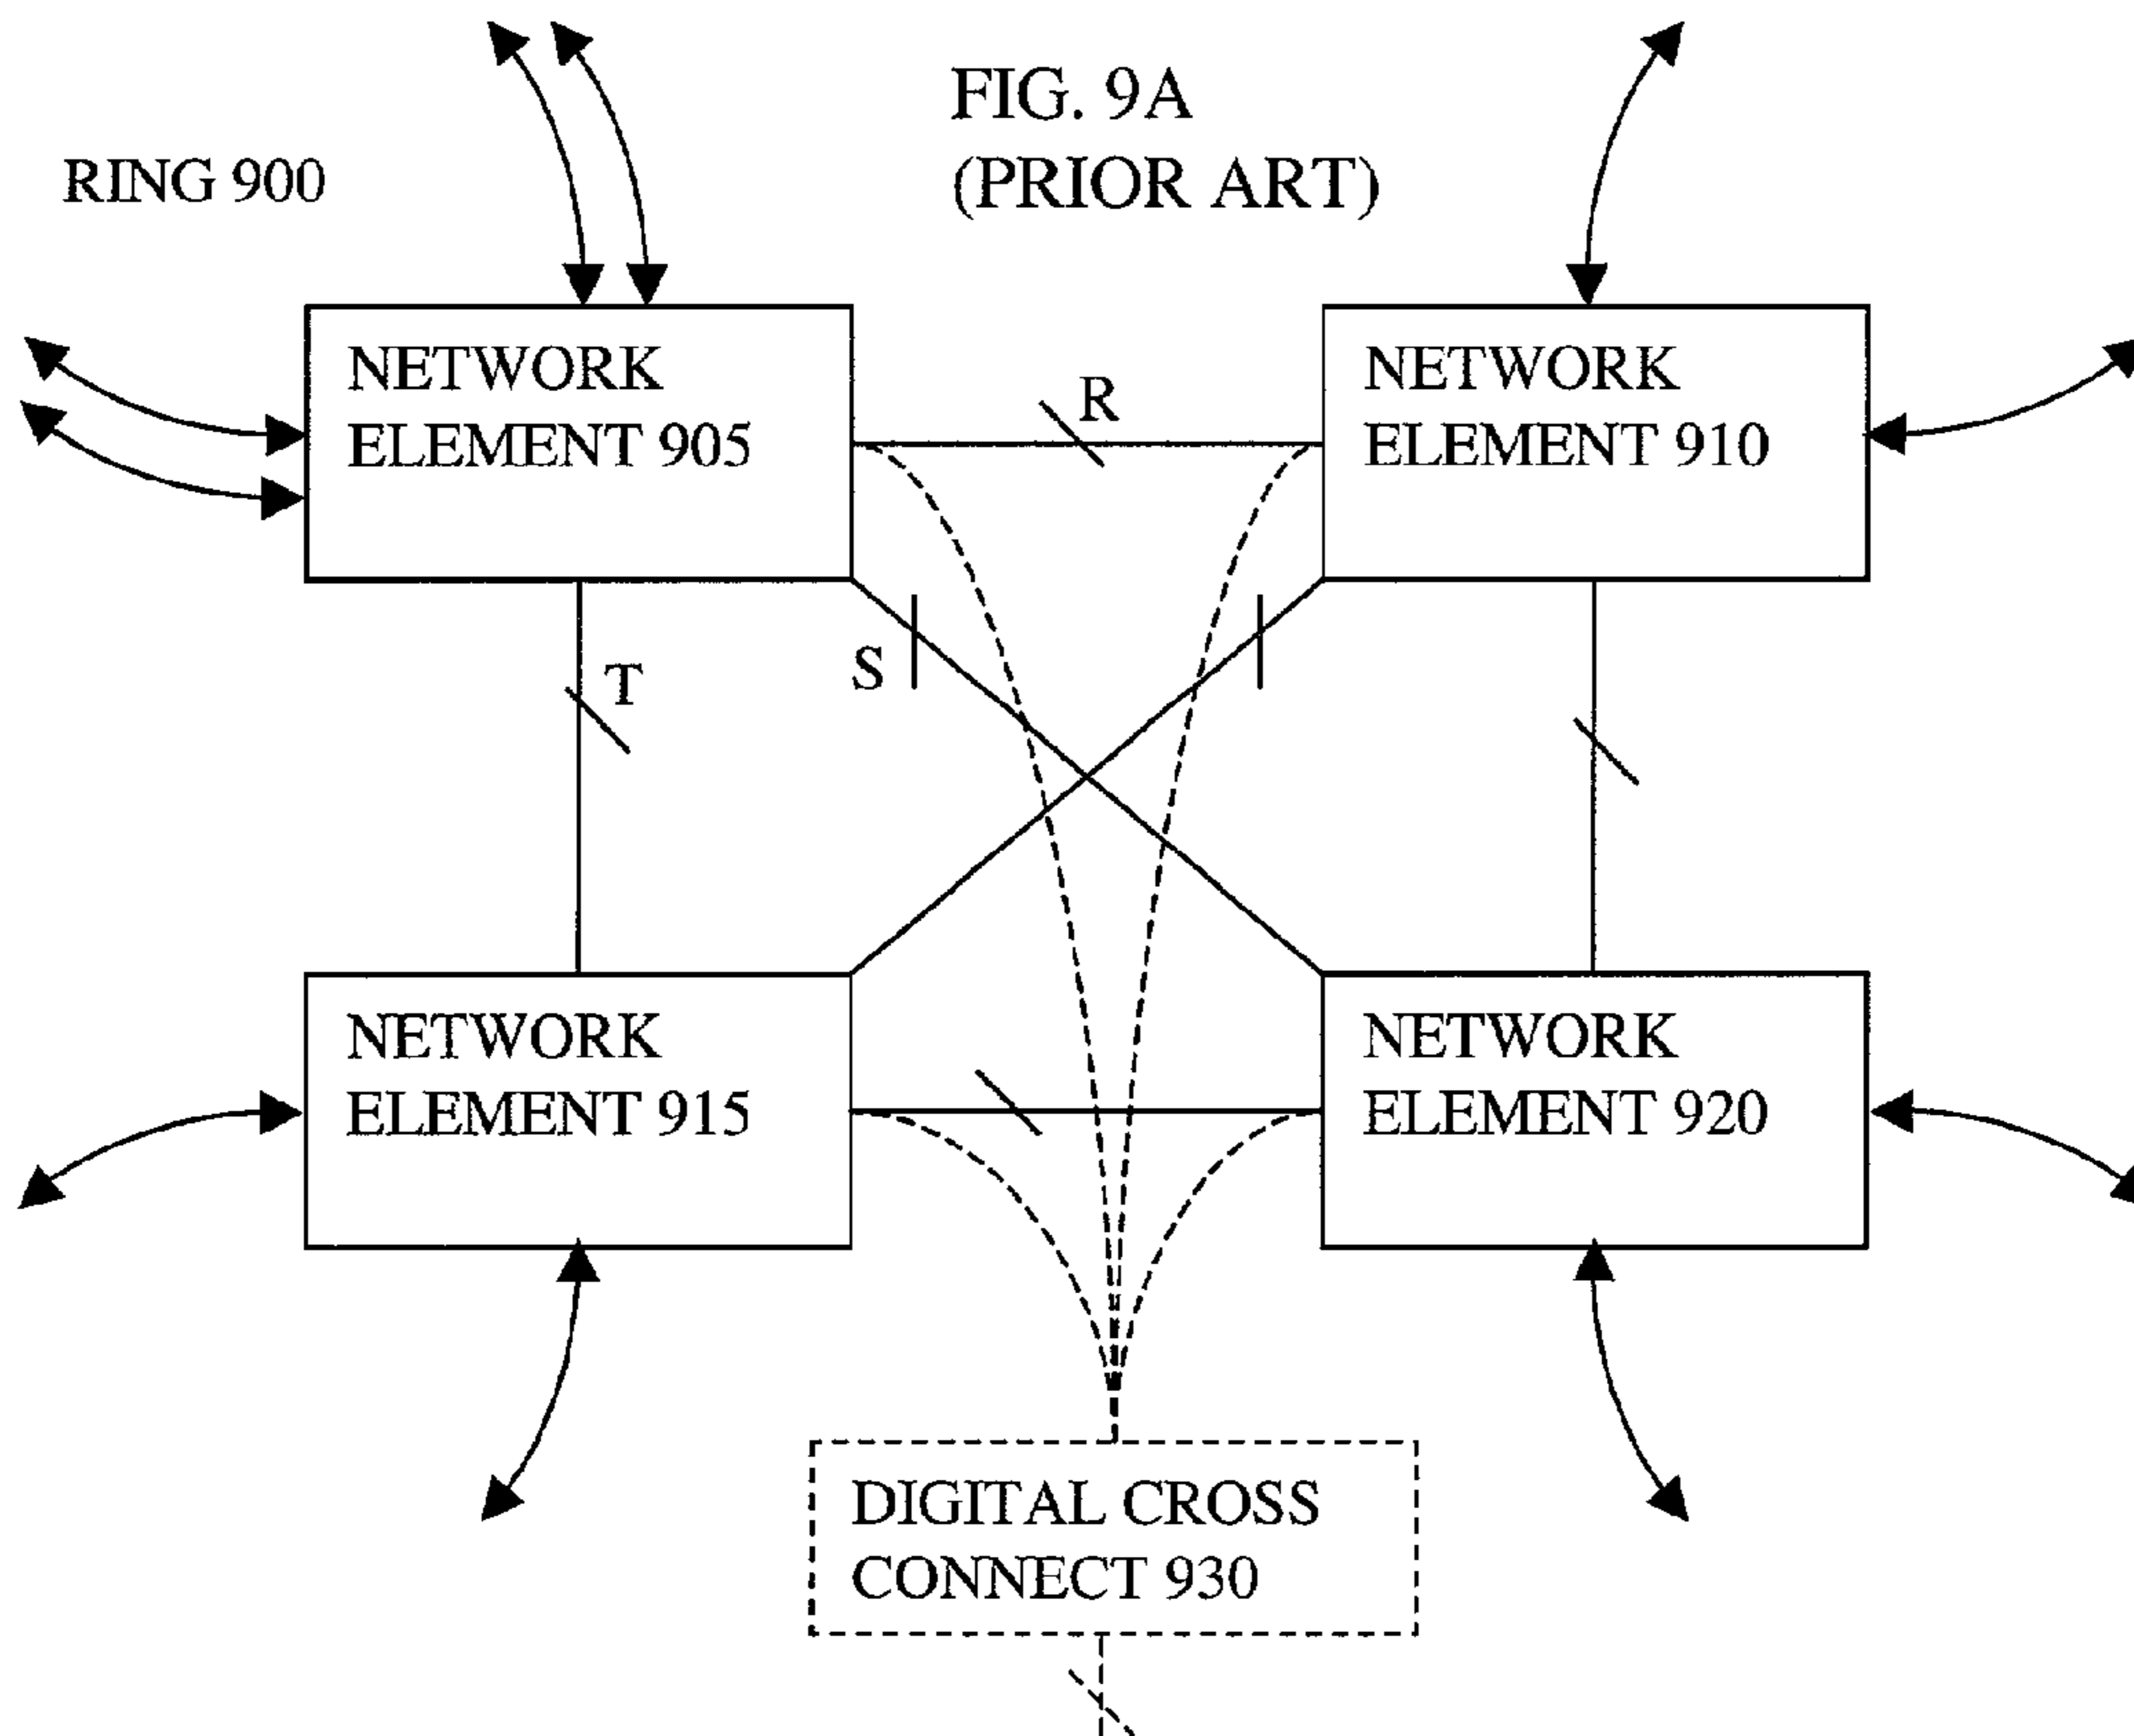 FIG. 9A
(PRIOR ART)
RING 900
NETWORK
ELEMENT 905
R
NETWORK
ELEMENT 910
S
T
NETWORK
ELEMENT 915
NETWORK
ELEMENT 920
DIGITAL CROSS
CONNECT 930